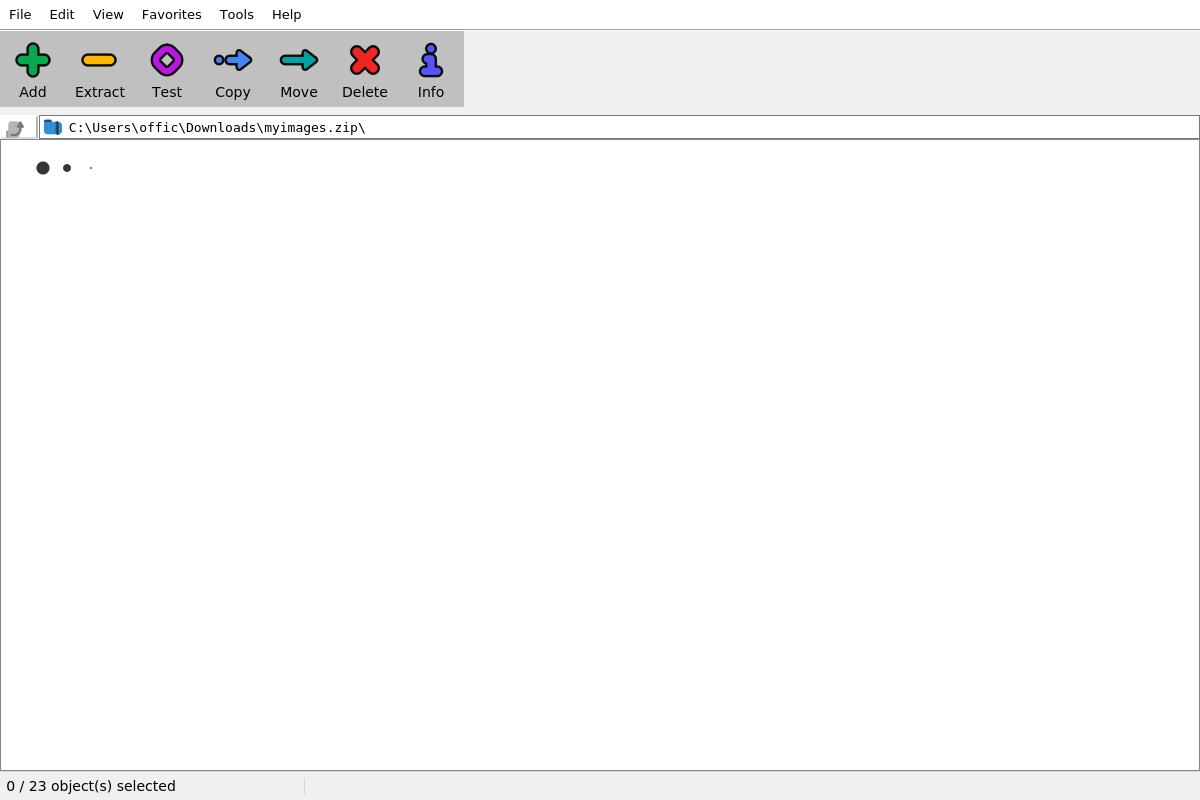 File Edit View Favorites Tools Help
Add Extract Test Copy Move Delete Info
C:\Users\offic\Downloads\myimages.zip\
0 / 23 object(s) selected